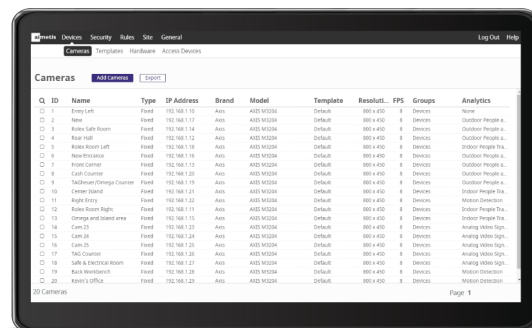 aimetis Devices Security Rules Site General Log Out Help
Cameras Templates Hardware Access Devices
Cameras Add Cameras Export
ID Name Type IP Address Brand Model Template Resoluti... FPS Groups Analytics
1 Entry Left Fixed 192.168.1.10 Axis AXIS M3204 Default 800 x 450 8 Devices None
2 New Fixed 192.168.1.17 Axis AXIS M3204 Default 800 x 450 8 Devices Outdoor People a...
3 Rolex Safe Room Fixed 192.168.1.14 Axis AXIS M3204 Default 800 x 450 8 Devices Outdoor People a...
4 Rear Hall Fixed 192.168.1.12 Axis AXIS M3204 Default 800 x 450 8 Devices Outdoor People a...
5 Rolex Room Left Fixed 192.168.1.18 Axis AXIS M3204 Default 800 x 450 8 Devices Indoor People Tra...
6 New Entrance Fixed 192.168.1.16 Axis AXIS M3204 Default 800 x 450 8 Devices Outdoor People a...
7 Front Corner Fixed 192.168.1.13 Axis AXIS M3204 Default 800 x 450 8 Devices Outdoor People a...
8 Cash Counter Fixed 192.168.1.20 Axis AXIS M3204 Default 800 x 450 8 Devices Outdoor People a...
9 TAGheuer/Omega Counter Fixed 192.168.1.19 Axis AXIS M3204 Default 800 x 450 8 Devices Outdoor People a...
10 Center Island Fixed 192.168.1.21 Axis AXIS M3204 Default 800 x 450 8 Devices Indoor People Tra...
11 Right Entry Fixed 192.168.1.22 Axis AXIS M3204 Default 800 x 450 8 Devices Motion Detection
12 Rolex Room Right Fixed 192.168.1.11 Axis AXIS M3204 Default 800 x 450 8 Devices Indoor People Tra...
13 Omega and Island area Fixed 192.168.1.15 Axis AXIS M3204 Default 800 x 450 8 Devices Indoor People Tra...
14 Cam 23 Fixed 192.168.1.23 Axis AXIS M3204 Default 800 x 450 8 Devices Analog Video Sign...
15 Cam 24 Fixed 192.168.1.24 Axis AXIS M3204 Default 800 x 450 8 Devices Analog Video Sign...
16 Cam 25 Fixed 192.168.1.25 Axis AXIS M3204 Default 800 x 450 8 Devices Analog Video Sign...
17 TAG Counter Fixed 192.168.1.26 Axis AXIS M3204 Default 800 x 450 8 Devices Analog Video Sign...
18 Safe & Electrical Room Fixed 192.168.1.27 Axis AXIS M3204 Default 800 x 450 8 Devices Analog Video Sign...
19 Back Workbench Fixed 192.168.1.28 Axis AXIS M3204 Default 800 x 450 8 Devices Motion Detection
20 Kevin's Office Fixed 192.168.1.29 Axis AXIS M3204 Default 800 x 450 8 Devices Motion Detection
20 Cameras Page 1